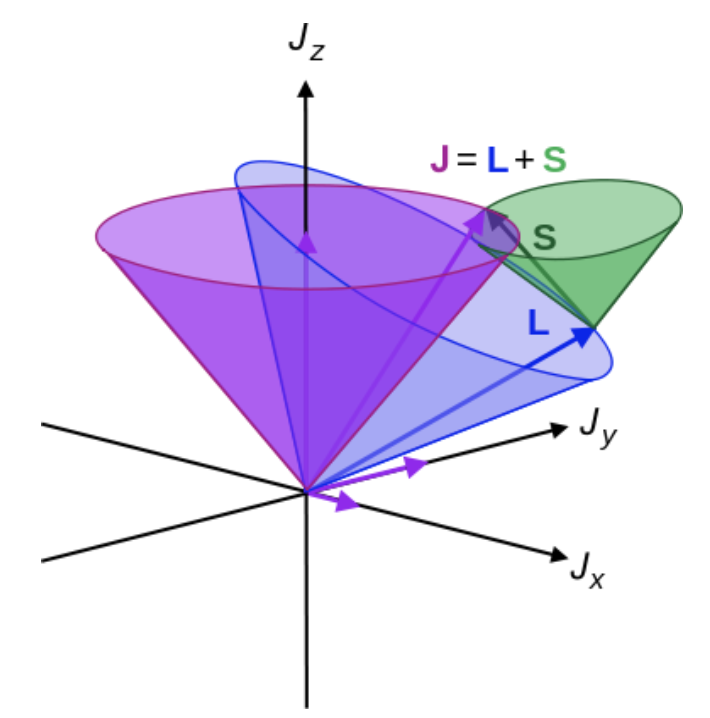 J_z
J = L + S
S
L
J_y
J_x